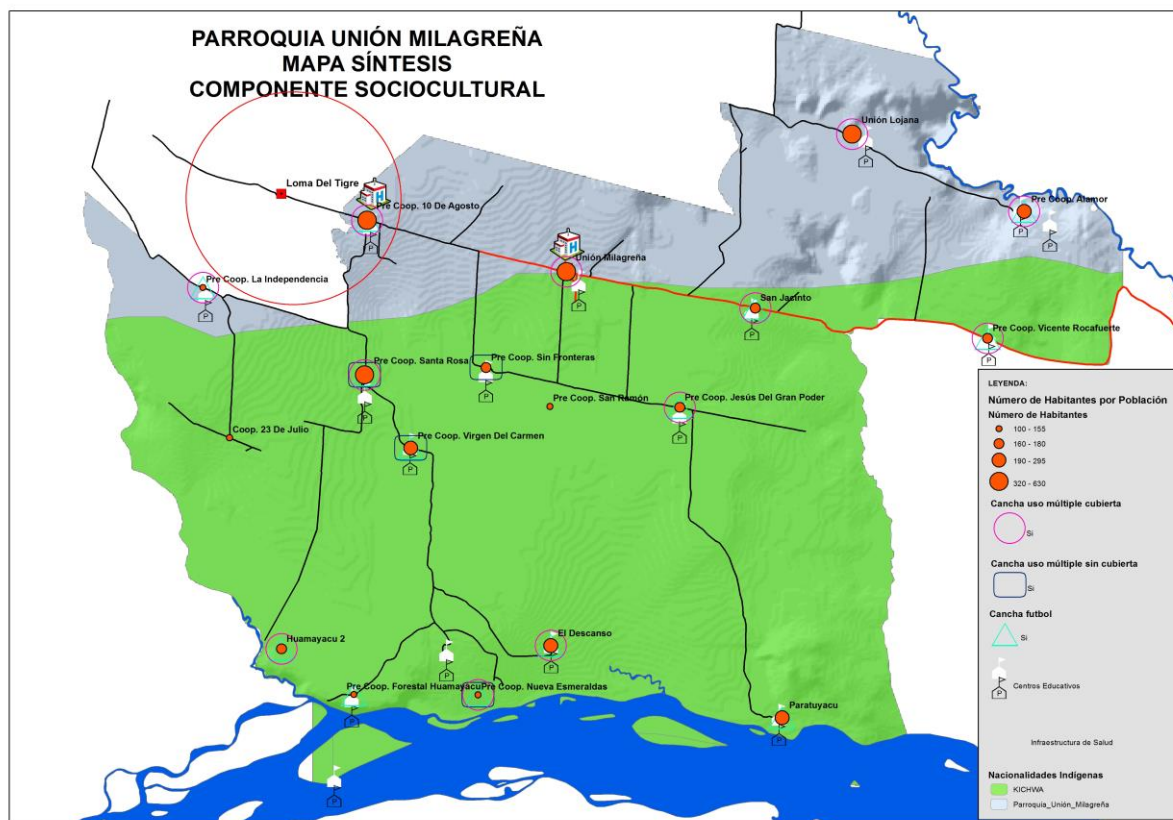 PARROQUIA UNIÓN MILAGREÑA
MAPA SÍNTESIS
COMPONENTE SOCIOCULTURAL
Unión Lojana
P
Loma Del Tigre
H
Pre Coop. 10 De Agosto
P
Pre Coop. Alamor
P
P
H
Unión Milagreña
P
Pre Coop. La Independencia
P
San Jacinto
P
Pre Coop. Vicente Rocafuerte
P
Pre Coop. Santa Rosa
P
Pre Coop. Sin Fronteras
P
Pre Coop. San Ramón
Pre Coop. Jesús Del Gran Poder
P
Coop. 23 De Julio
Pre Coop. Virgen Del Carmen
P
Huamayacu 2
El Descanso
P
P
Pre Coop. Forestal Huamayacu
P
Pre Coop. Nueva Esmeraldas
Paratuyacu
P
P
LEYENDA:
Número de Habitantes por Población
Número de Habitantes
100 - 155
160 - 180
190 - 295
320 - 630
Cancha uso múltiple cubierta
Si
Cancha uso múltiple sin cubierta
Si
Cancha futbol
Si
P
Centros Educativos
Infraestructura de Salud
Nacionalidades Indígenas
KICHWA
Parroquia_Unión_Milagreña